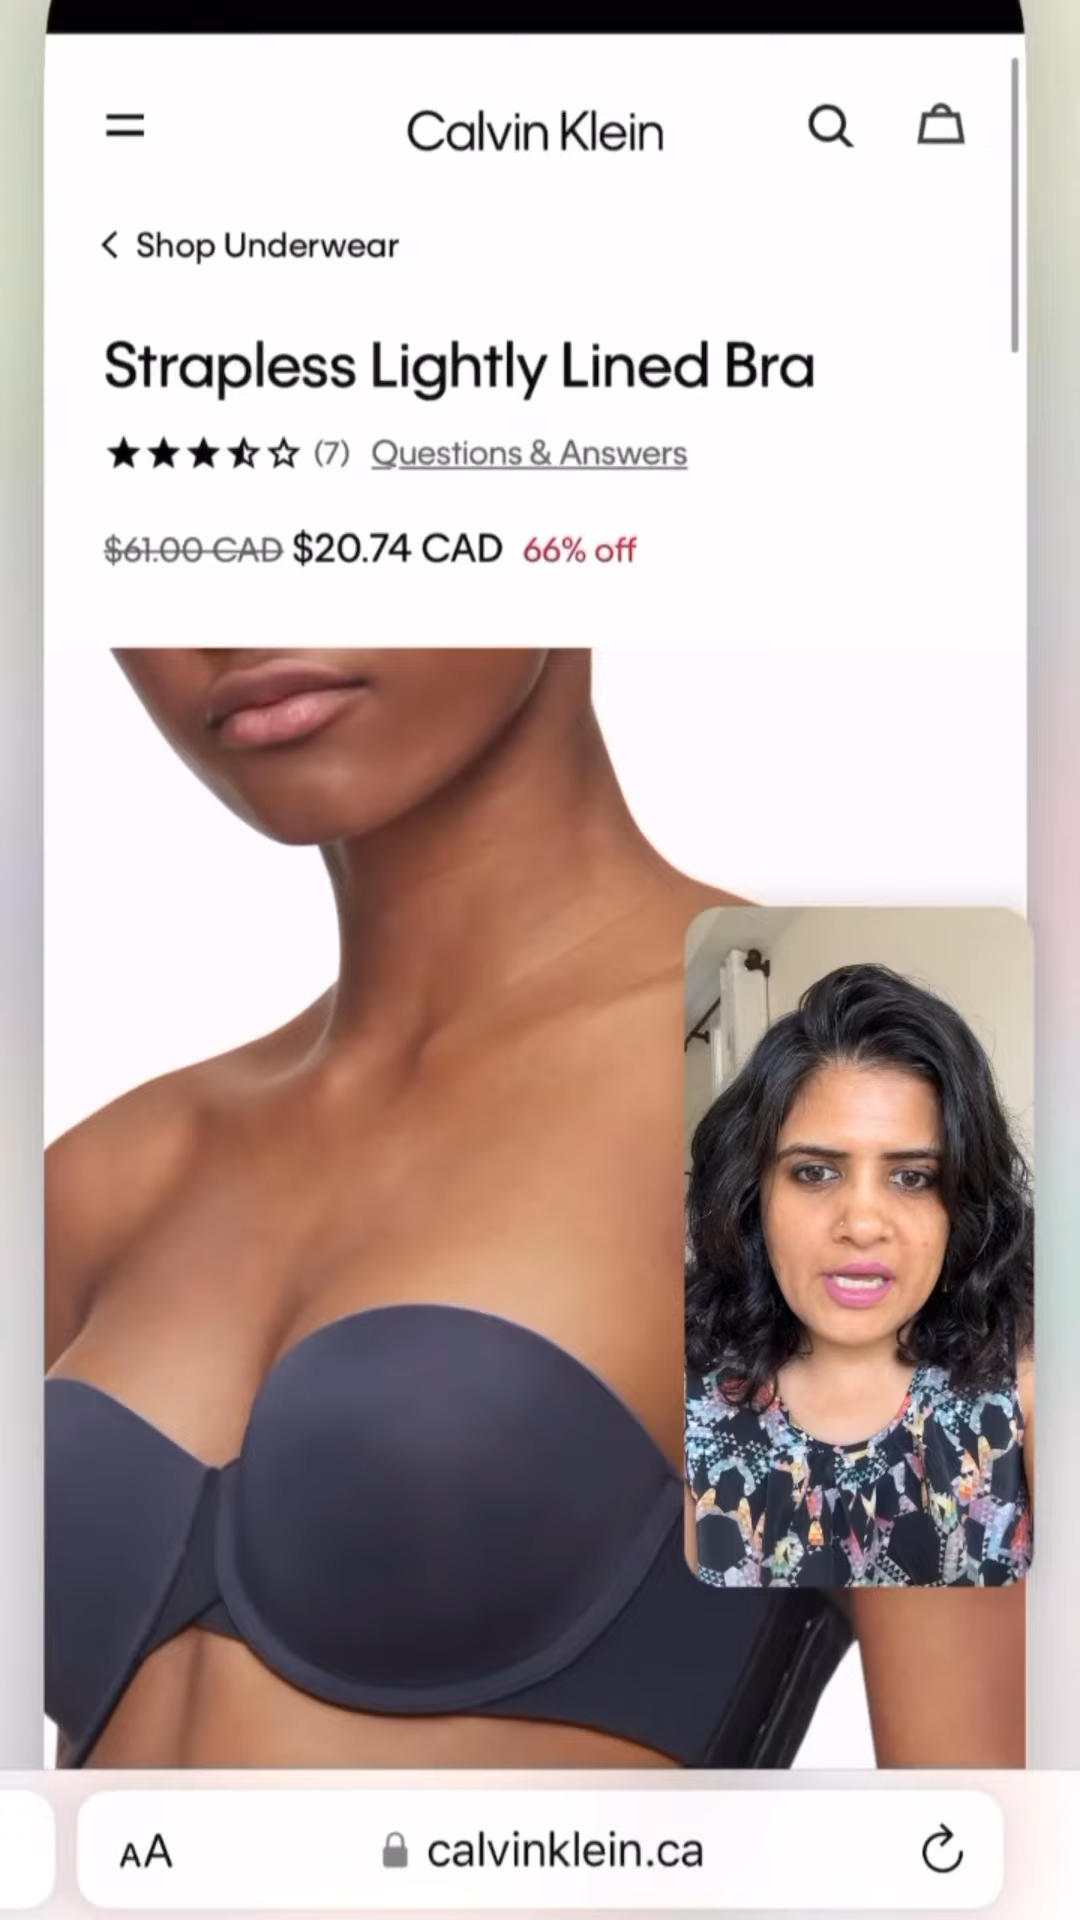 Calvin Klein
Shop Underwear
Strapless Lightly Lined Bra
(7) Questions & Answers
$61.00 CAD $20.74 CAD 66% off
AA calvinklein.ca